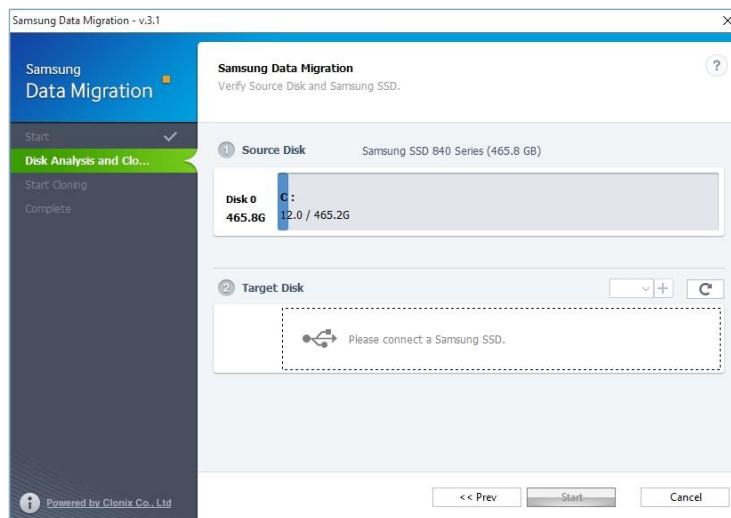 Samsung Data Migration - v.3.1
Samsung
Data Migration
Samsung Data Migration
Verify Source Disk and Samsung SSD.
?
Start
Disk Analysis and Clo...
Start Cloning
Complete
1 Source Disk Samsung SSD 840 Series (465.8 GB)
Disk 0
465.8G
C :
12.0 / 465.2G
2 Target Disk
Please connect a Samsung SSD.
i Powered by Clonix Co., Ltd
<< Prev
Start
Cancel